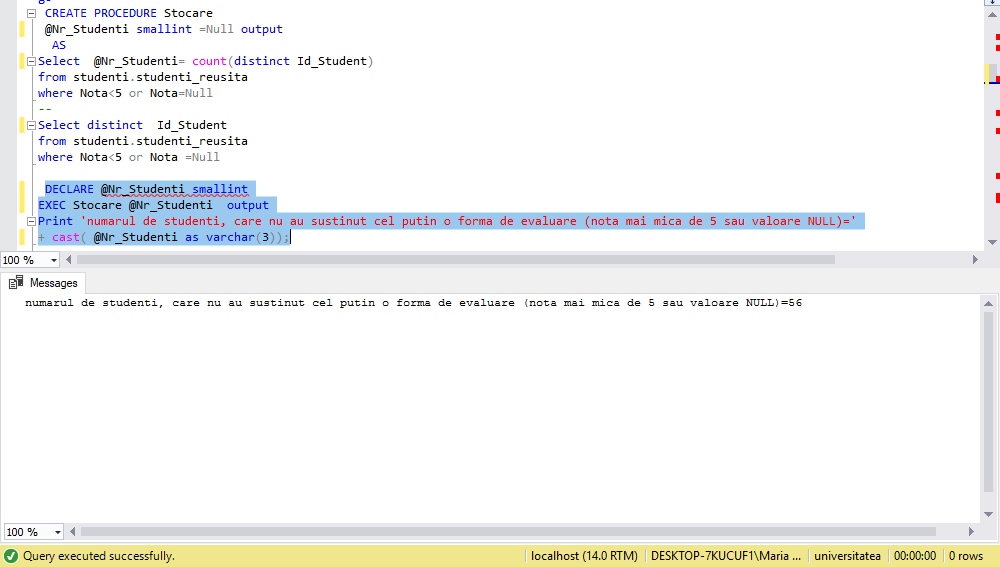 CREATE PROCEDURE Stocare
@Nr_Studenti smallint =Null output
AS
Select  @Nr_Studenti= count(distinct Id_Student)
from studenti.studenti_reusita
where Nota<5 or Nota=Null
--
Select distinct  Id_Student
from studenti.studenti_reusita
where Nota<5 or Nota =Null
DECLARE @Nr_Studenti smallint
EXEC Stocare @Nr_Studenti  output
Print 'numarul de studenti, care nu au sustinut cel putin o forma de evaluare (nota mai mica de 5 sau valoare NULL)='
+ cast( @Nr_Studenti as varchar(3));
100 %
Messages
numarul de studenti, care nu au sustinut cel putin o forma de evaluare (nota mai mica de 5 sau valoare NULL)=56
100 %
Query executed successfully. localhost (14.0 RTM) DESKTOP-7KUCUF1\Maria ... universitatea 00:00:00 0 rows